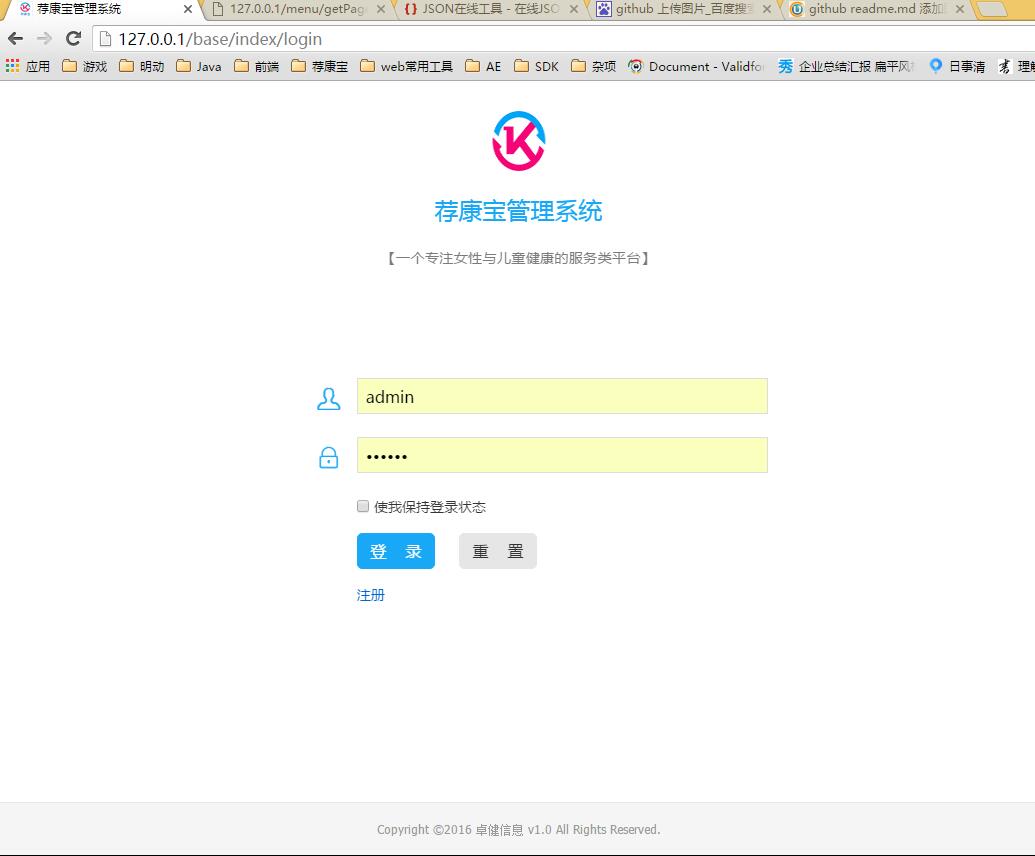 荐康宝管理系统 127.0.0.1/menu/getPag JSON在线工具 - 在线JSO github 上传图片_百度搜 github readme.md 添加
127.0.0.1/base/index/login
应用 游戏 明动 Java 前端 荐康宝 web常用工具 AE SDK 杂项 Document - Validfo 秀 企业总结汇报 扁平风 日事清 理解
K
荐康宝管理系统
【一个专注女性与儿童健康的服务类平台】
admin
••••••
使我保持登录状态
登 录 重 置
注册
Copyright ©2016 卓健信息 v1.0 All Rights Reserved.